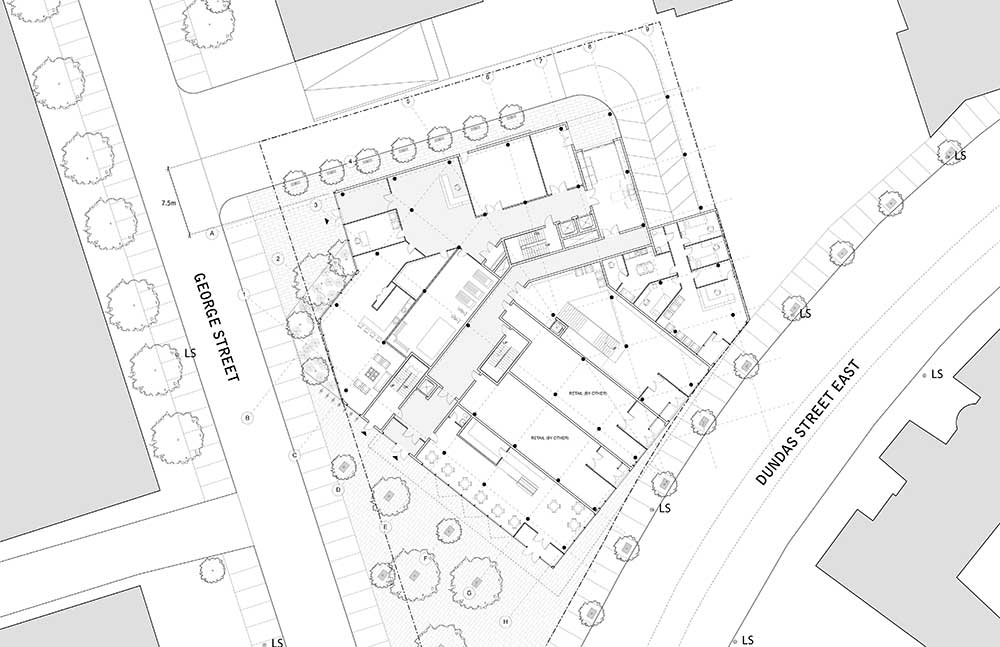 9
8
7
6
5
4
7.5m
3
A
2
1
LS
LS
GEORGE STREET
LS
LS
DUNDAS STREET EAST
RETAIL (BY OTHER)
RETAIL (BY OTHER)
B
C
D
E
LS
F
G
H
LS
LS